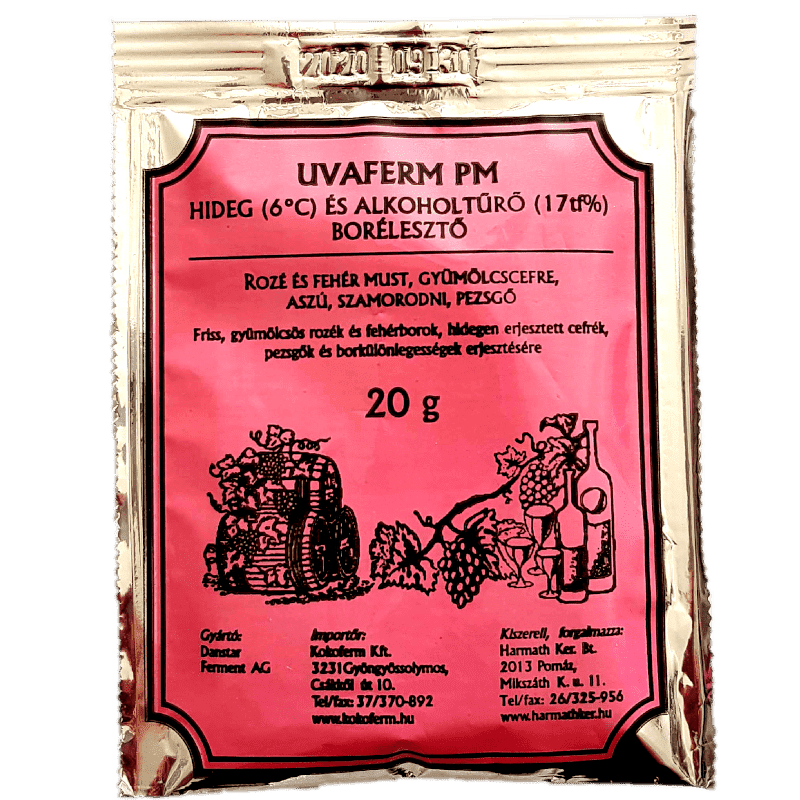 2020 09 30
UVAFERM PM
HIDEG (6°C) ÉS ALKOHOLTŰRŐ (17tf%)
BORÉLESZTŐ
ROZÉ ÉS FEHÉR MUST, GYÜMÖLCSCEFRE,
ASZÚ, SZAMORODNI, PEZSGŐ
Friss, gyümölcsös rozék és fehérborok, hidegen erjesztett cefrék,
pezsgők és borkülönlegességek erjesztésére
20 g
Gyártó:
Danstar
Ferment AG
Importőr:
Kokoferm Kft.
3231Gyöngyössolymos,
Csákkői út 10.
Tel/fax: 37/370-892
www.kokoferm.hu
Kiszereli, forgalmazza:
Harmath Ker. Bt.
2013 Pomáz,
Mikszáth K. u. 11.
Tel/fax: 26/325-956
www.harmathker.hu